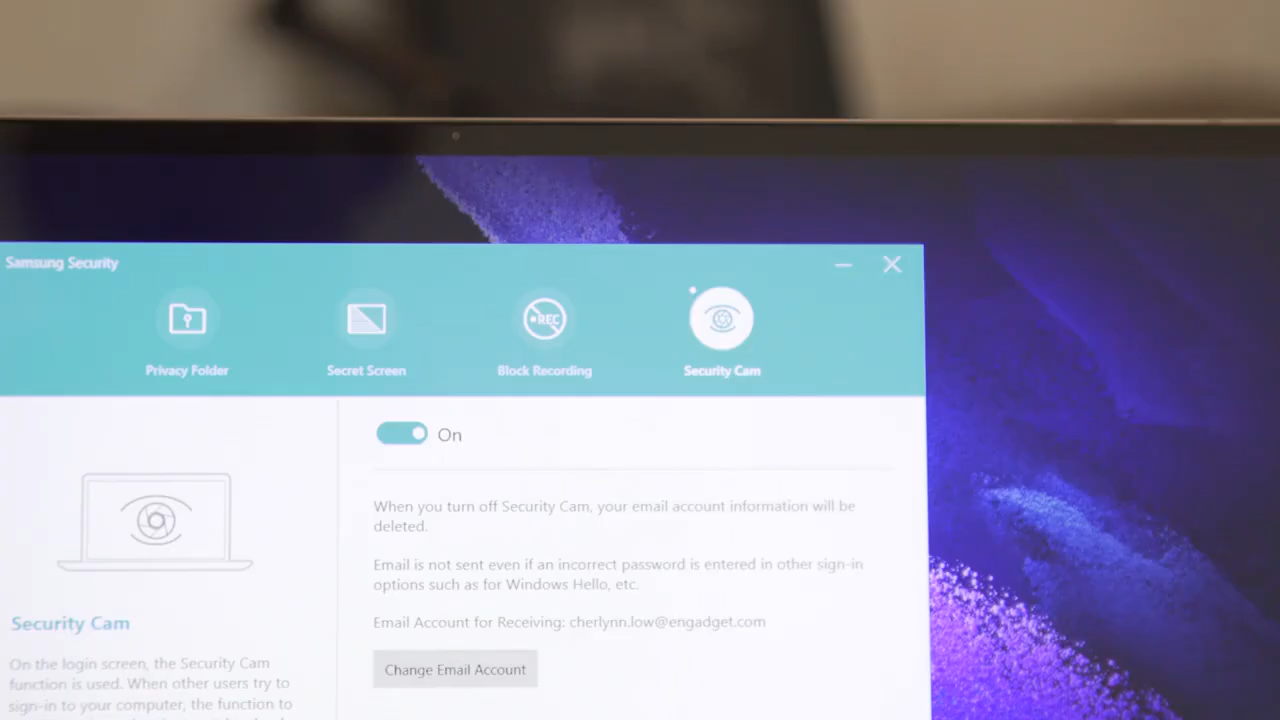 Samsung Security
REC
Privacy Folder
Secret Screen
Block Recording
Security Cam
On
When you turn off Security Cam, your email account information will be
deleted.
Email is not sent even if an incorrect password is entered in other sign-in
options such as for Windows Hello, etc.
Email Account for Receiving: cherlynn.low@engadget.com
Change Email Account
Security Cam
On the login screen, the Security Cam
function is used. When other users try to
sign-in to your computer, the function to